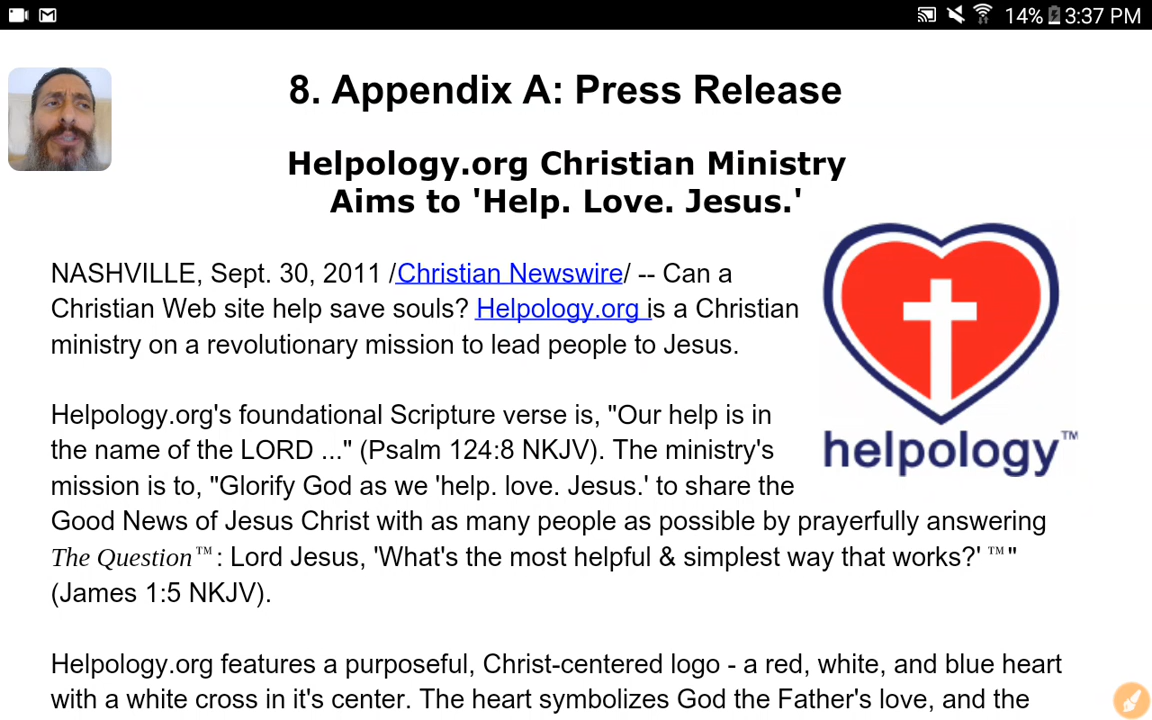 14% 3:37 PM
8. Appendix A: Press Release
Helpology.org Christian Ministry
Aims to 'Help. Love. Jesus.'
NASHVILLE, Sept. 30, 2011 /Christian Newswire/ -- Can a
Christian Web site help save souls? Helpology.org is a Christian
ministry on a revolutionary mission to lead people to Jesus.
Helpology.org's foundational Scripture verse is, "Our help is in
the name of the LORD ..." (Psalm 124:8 NKJV). The ministry's
mission is to, "Glorify God as we 'help. love. Jesus.' to share the
Good News of Jesus Christ with as many people as possible by prayerfully answering
The Question™: Lord Jesus, 'What's the most helpful & simplest way that works?' ™"
(James 1:5 NKJV).
helpology™
Helpology.org features a purposeful, Christ-centered logo - a red, white, and blue heart
with a white cross in it's center. The heart symbolizes God the Father's love, and the